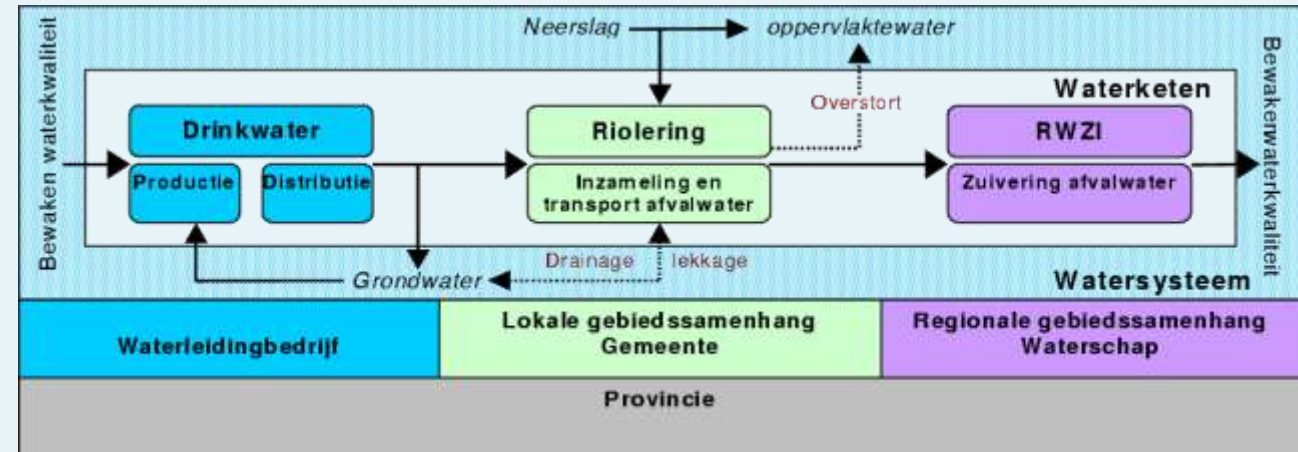 Neerslag
oppervlaktewater
Bewaken waterkwaliteit
Bewakenwaterkwaliteit
Waterketen
Overstort
Drinkwater
Riolering
RWZI
Productie
Distributie
Inzameling en
transport afvalwater
Zuivering afvalwater
Drainage
lekkage
Grondwater
Watersysteem
Waterleidingbedrijf
Lokale gebiedssamenhang
Gemeente
Regionale gebiedssamenhang
Waterschap
Provincie